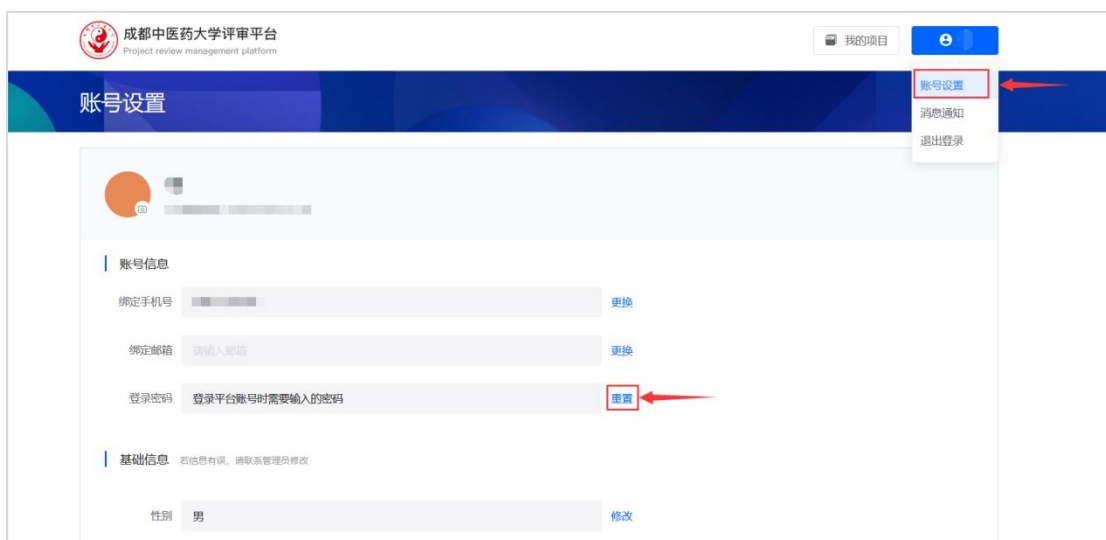 成都中医药大学评审平台
Project review management platform
我的项目
账号设置
账号设置
消息通知
退出登录
账号信息
绑定手机号
更换
绑定邮箱 请输入邮箱 更换
登录密码 登录平台账号时需要输入的密码 重置
基础信息 若信息有误，请联系管理员修改
性别 男 修改